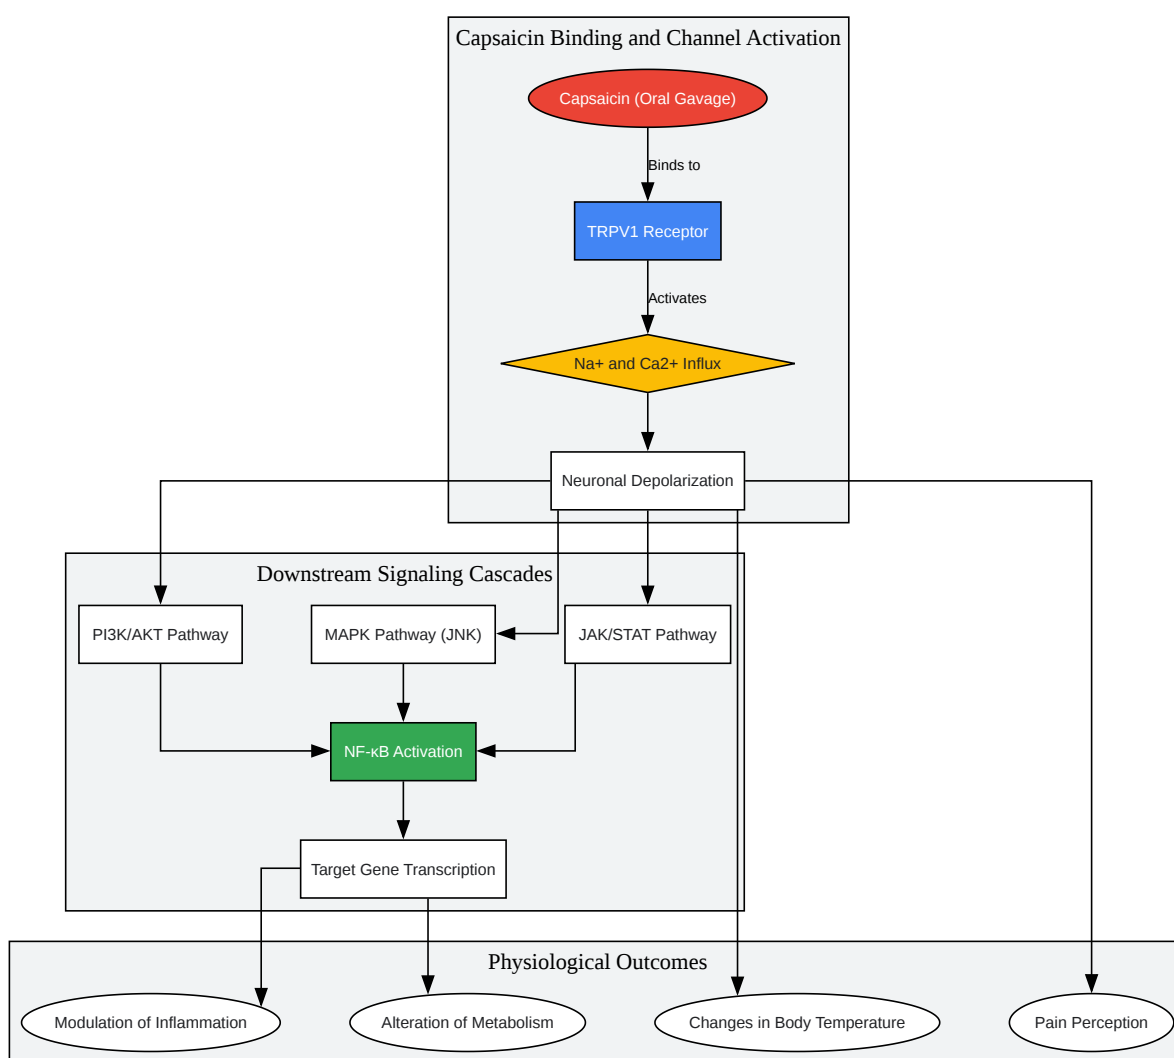 Capsaicin Binding and Channel Activation
Capsaicin (Oral Gavage)
Binds to
TRPV1 Receptor
Activates
Na+ and Ca2+ Influx
Neuronal Depolarization
Downstream Signaling Cascades
PI3K/AKT Pathway
MAPK Pathway (JNK)
JAK/STAT Pathway
NF-κB Activation
Target Gene Transcription
Physiological Outcomes
Modulation of Inflammation
Alteration of Metabolism
Changes in Body Temperature
Pain Perception